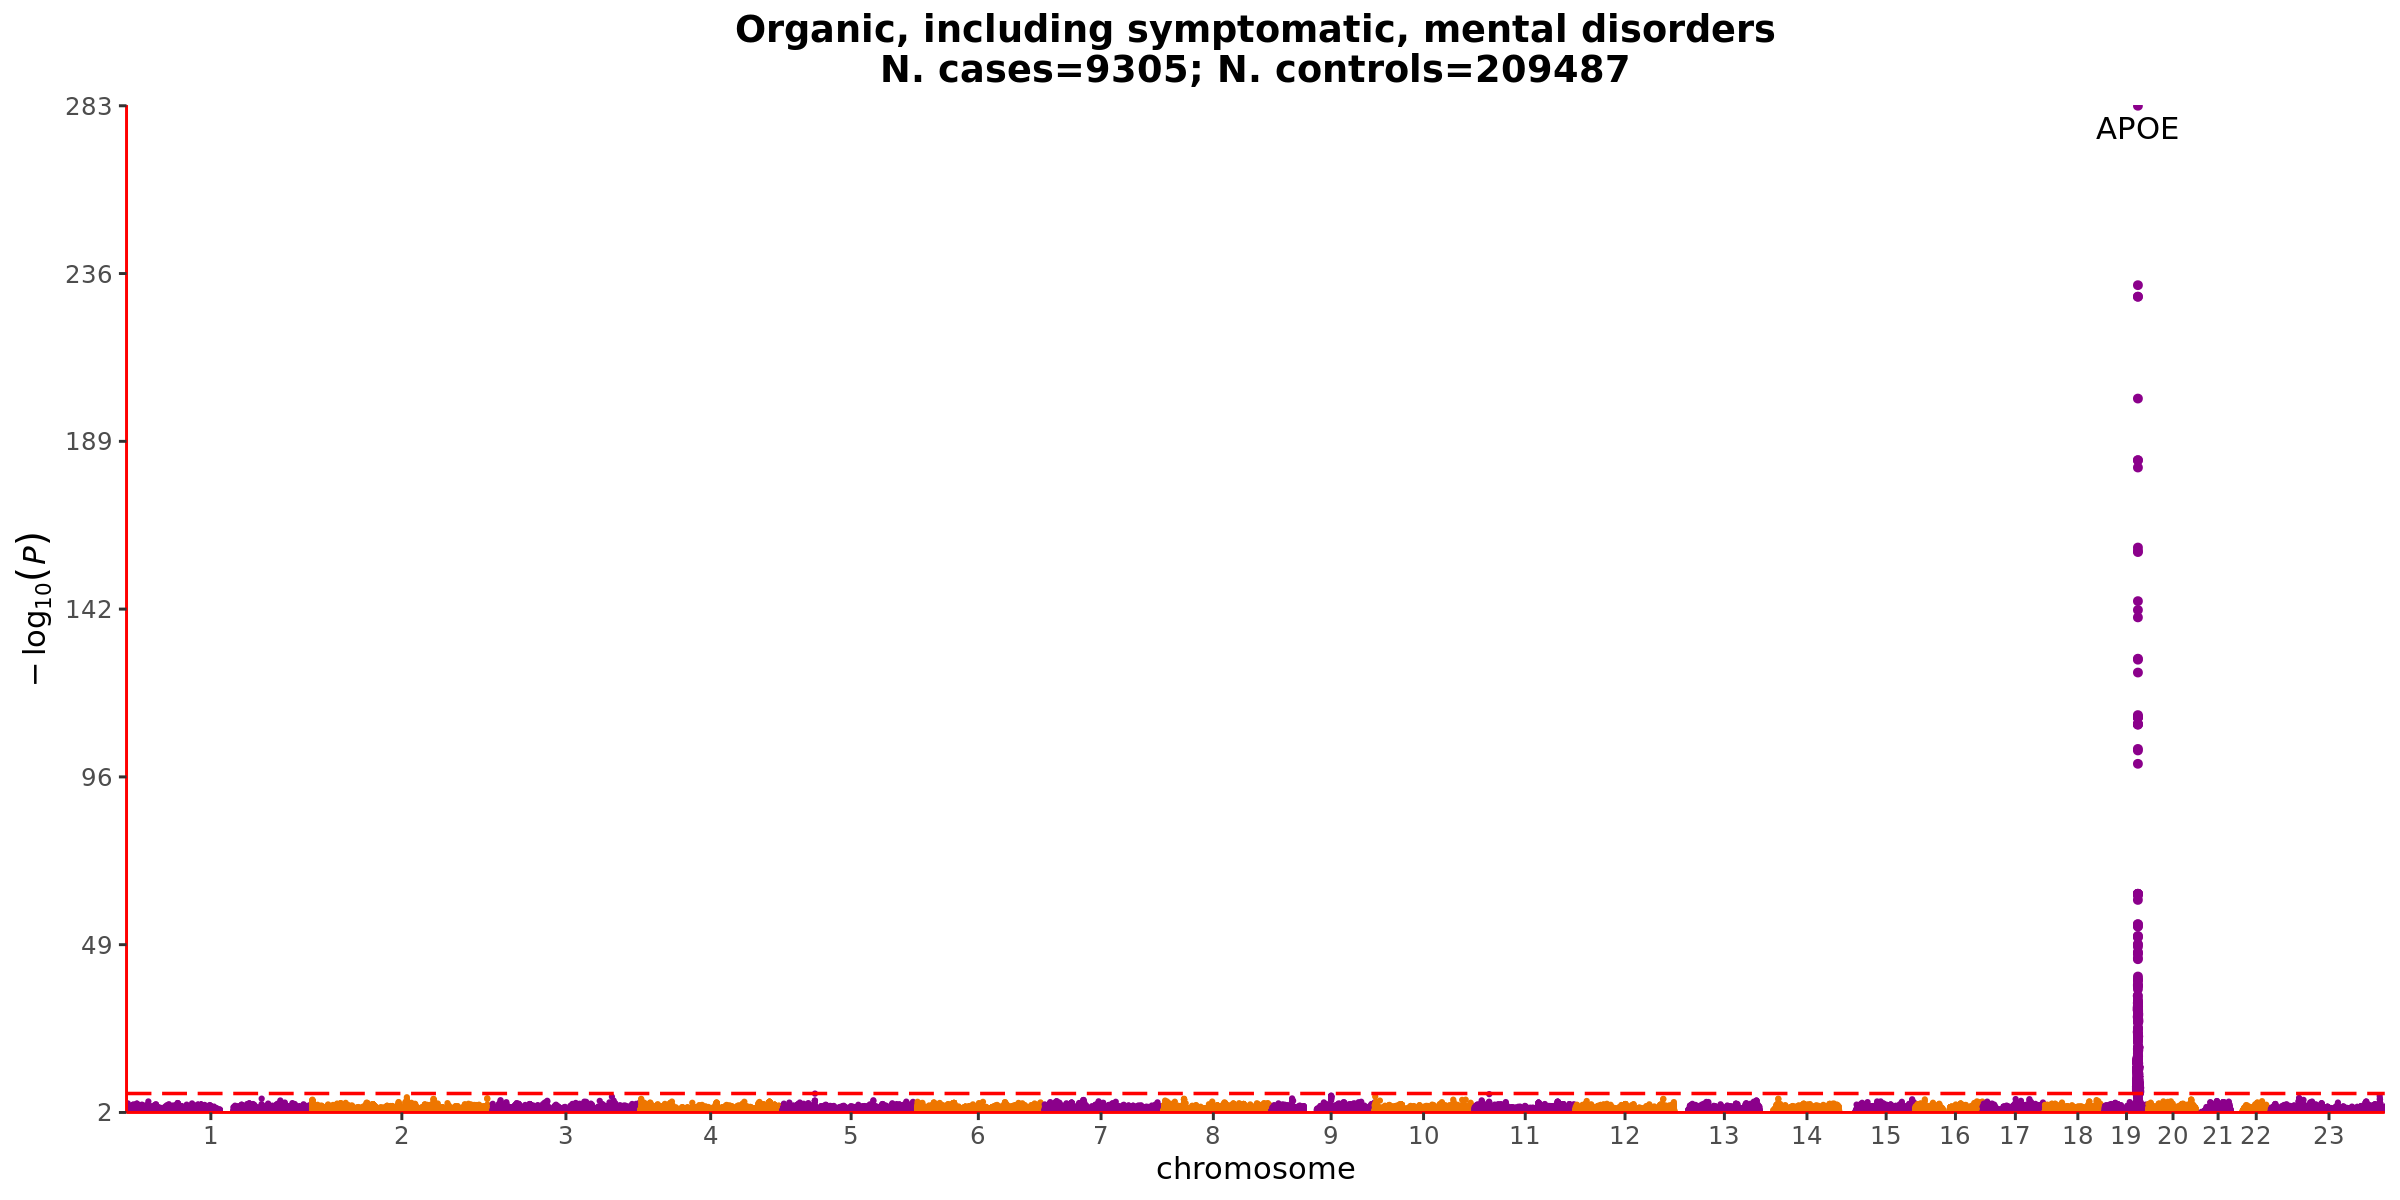 Organic, including symptomatic, mental disorders
N. cases=9305; N. controls=209487
283
APOE
236
189
142
96
49
2
−log10(P)
1 2 3 4 5 6 7 8 9 10 11 12 13 14 15 16 17 18 19 20 21 22 23
chromosome